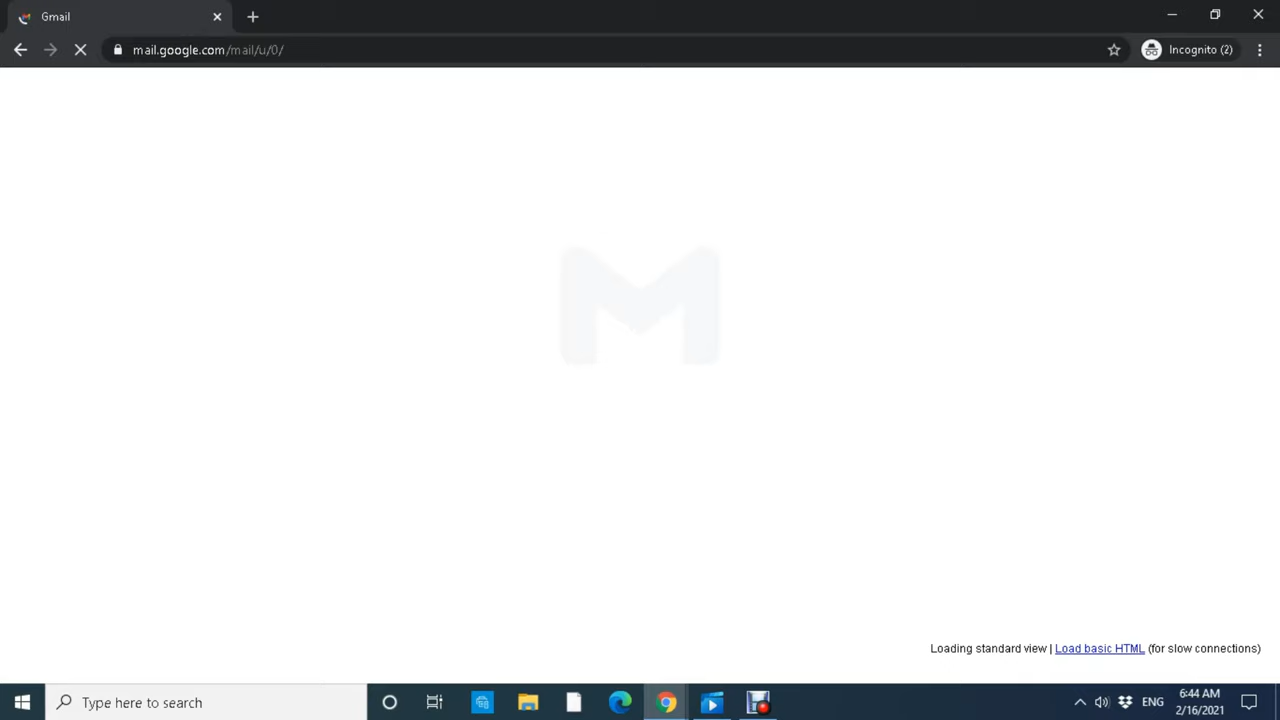 Gmail
mail.google.com/mail/u/0/
Incognito (2)
M
Loading standard view | Load basic HTML (for slow connections)
Type here to search
ENG
6:44 AM
2/16/2021